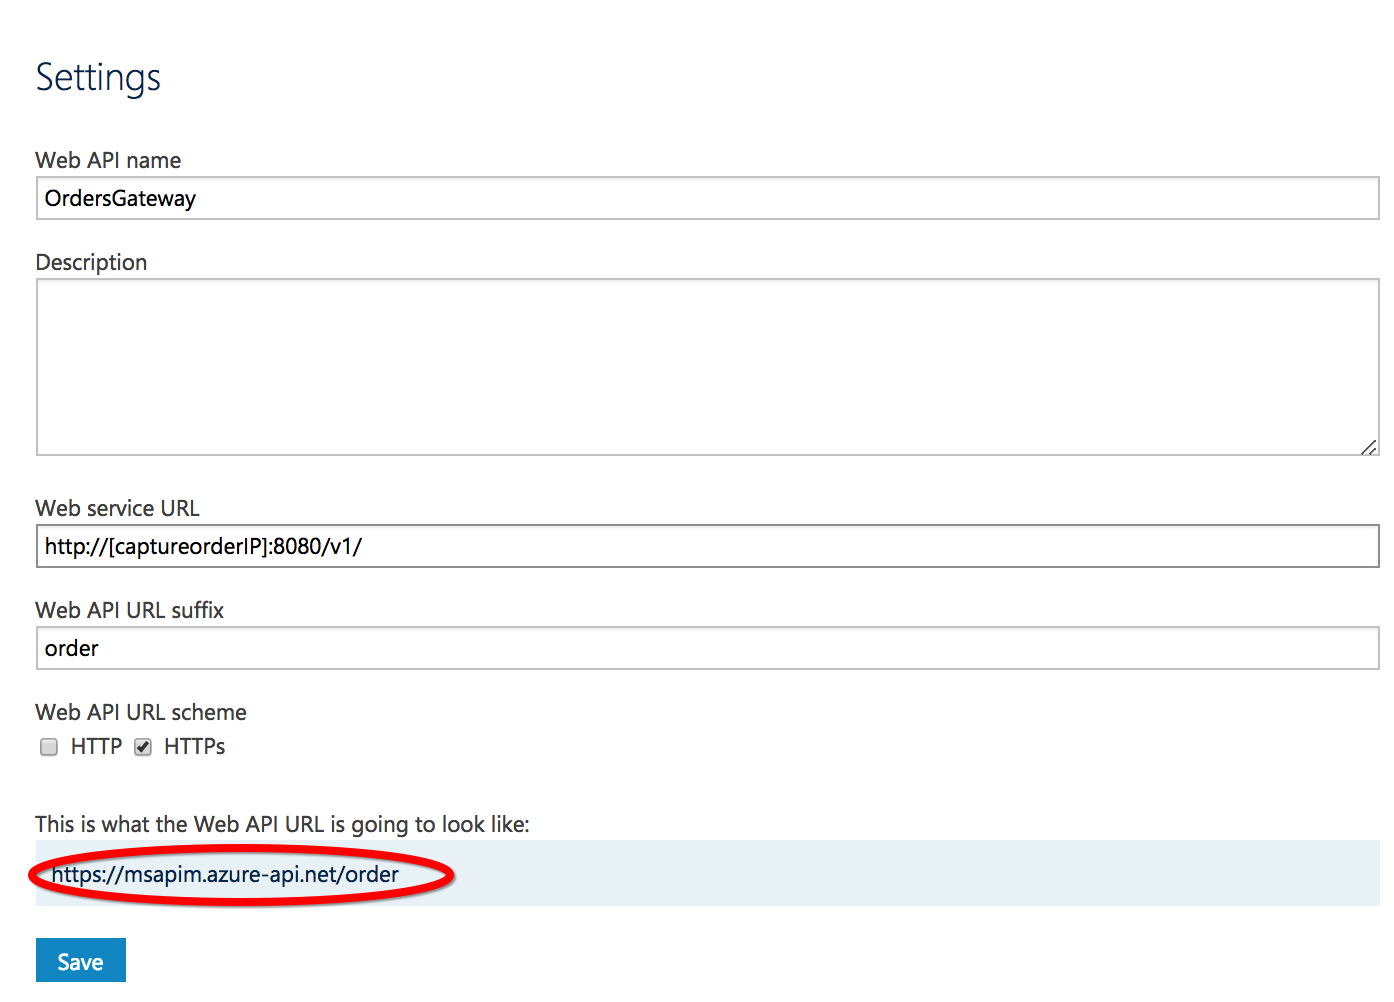 Settings
Web API name
OrdersGateway
Description
Web service URL
http://[captureorderIP]:8080/v1/
Web API URL suffix
order
Web API URL scheme
HTTP HTTPs
This is what the Web API URL is going to look like:
https://msapim.azure-api.net/order
Save